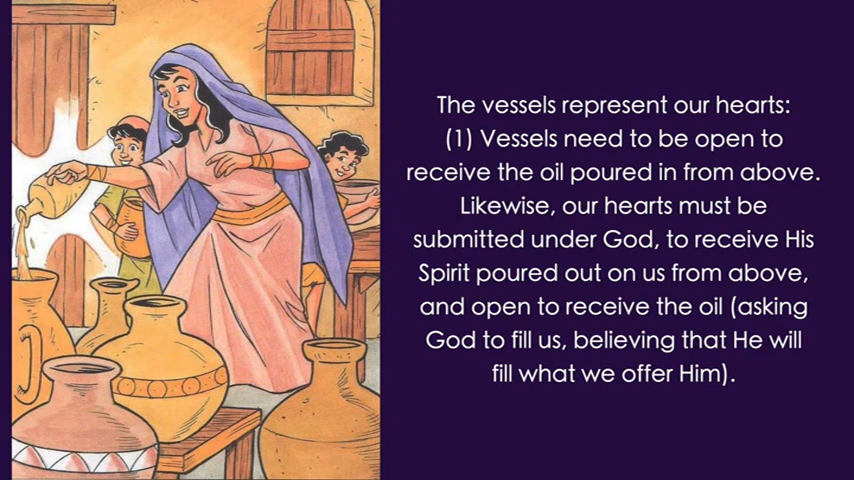 The vessels represent our hearts:
(1) Vessels need to be open to
receive the oil poured in from above.
Likewise, our hearts must be
submitted under God, to receive His
Spirit poured out on us from above,
and open to receive the oil (asking
God to fill us, believing that He will
fill what we offer Him).